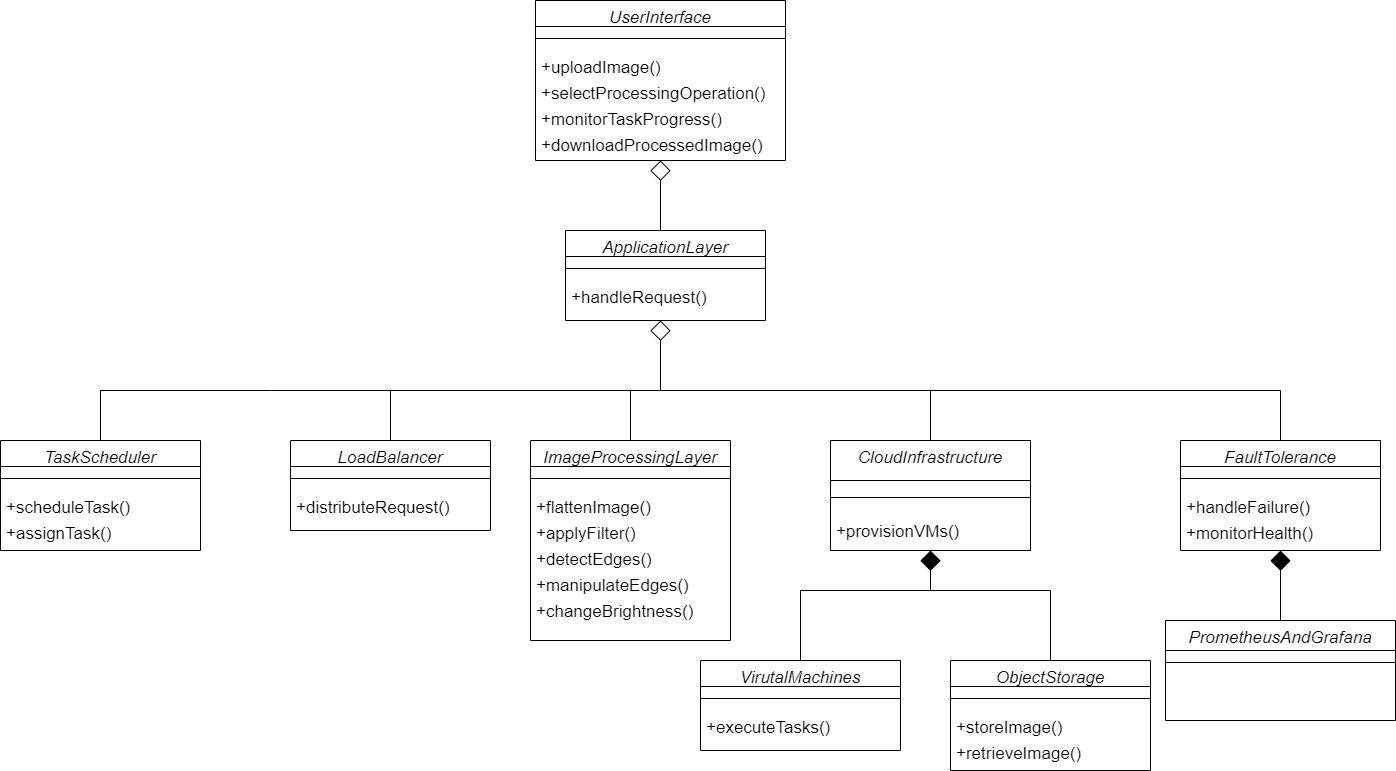 UserInterface
+uploadImage()
+selectProcessingOperation()
+monitorTaskProgress()
+downloadProcessedImage()
ApplicationLayer
+handleRequest()
TaskScheduler
+scheduleTask()
+assignTask()
LoadBalancer
+distributeRequest()
ImageProcessingLayer
+flattenImage()
+applyFilter()
+detectEdges()
+manipulateEdges()
+changeBrightness()
CloudInfrastructure
+provisionVMs()
FaultTolerance
+handleFailure()
+monitorHealth()
VirutalMachines
+executeTasks()
ObjectStorage
+storeImage()
+retrieveImage()
PrometheusAndGrafana